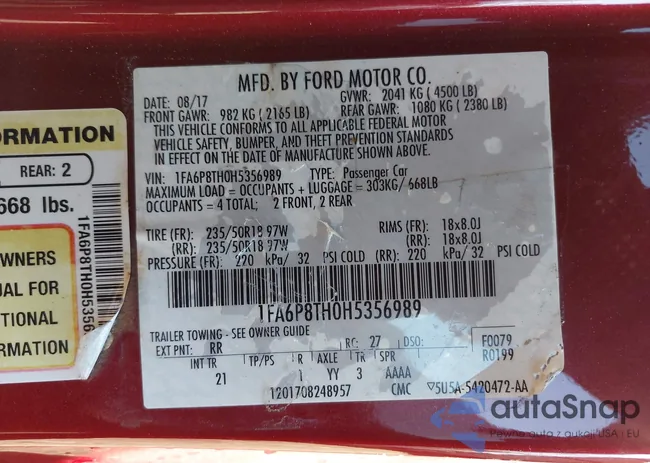 ORMATION
REAR: 2
668 lbs.
1FA6P8TH0H5356
WNERS
UAL FOR
TIONAL
RMATION
MFD. BY FORD MOTOR CO.
DATE: 08/17 GVWR: 2041 KG ( 4500 LB)
FRONT GAWR: 982 KG ( 2165 LB) REAR GAWR: 1080 KG ( 2380 LB)
THIS VEHICLE CONFORMS TO ALL APPLICABLE FEDERAL MOTOR
VEHICLE SAFETY, BUMPER, AND THEFT PREVENTION STANDARDS
IN EFFECT ON THE DATE OF MANUFACTURE SHOWN ABOVE.
VIN: 1FA6P8TH0H5356989 TYPE: Passenger Car
MAXIMUM LOAD = OCCUPANTS + LUGGAGE = 303KG/ 668LB
OCCUPANTS = 4 TOTAL; 2 FRONT, 2 REAR
TIRE (FR): 235/50R18 97W RIMS (FR): 18x8.0J
(RR): 235/50R18 97W (RR): 18x8.0J
PRESSURE (FR): 220 kPa/ 32 PSI COLD (RR): 220 kPa/ 32 PSI COLD
1FA6P8TH0H5356989
TRAILER TOWING - SEE OWNER GUIDE
EXT PNT: RR RC: 27 DSO: F0079
R0199
INT TR TP/PS R AXLE TR SPR
21 1 YY 3 AAAA
1201708248957 CMC ▽5U5A-5420472-AA
autaSnap
Pewne auta z aukcji USA i EU